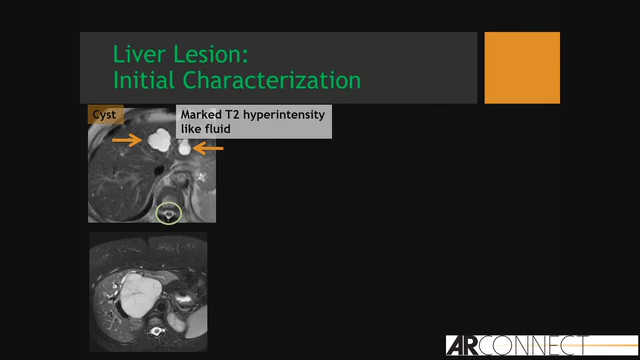 Liver Lesion:
Initial Characterization
Cyst
Marked T2 hyperintensity
like fluid
ARCONNECT